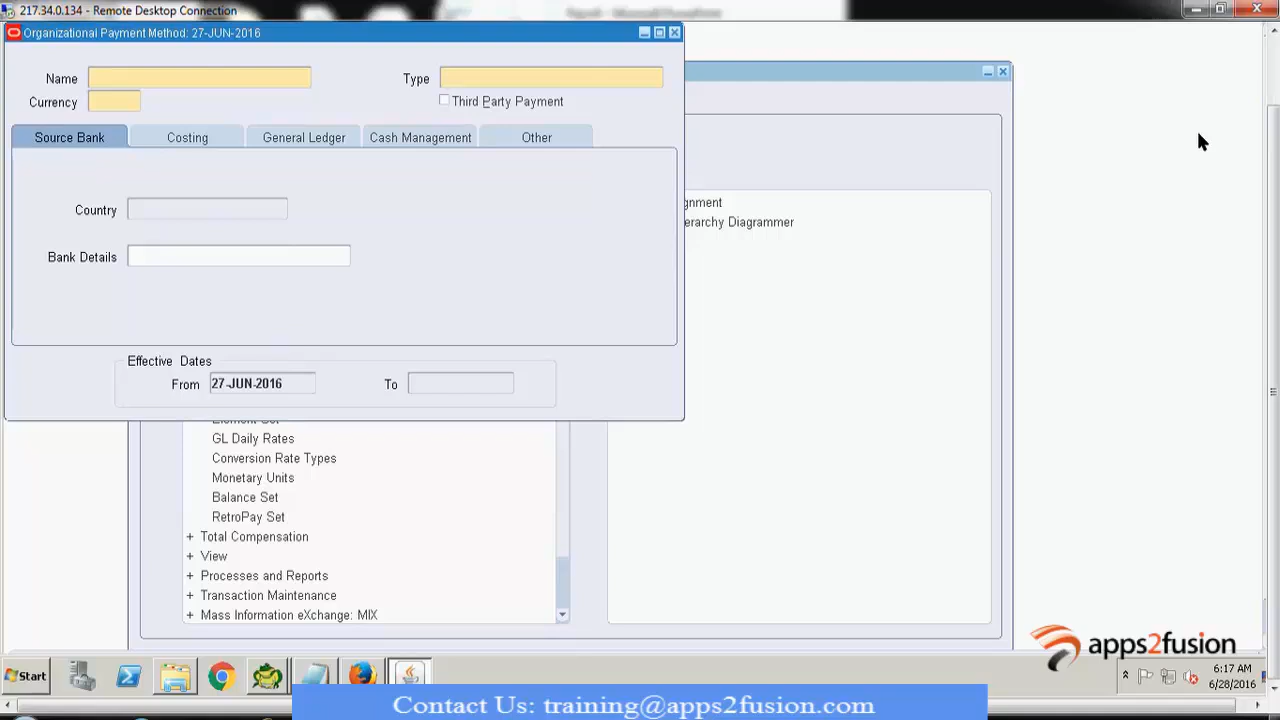 217.34.0.134 - Remote Desktop Connection
Organizational Payment Method: 27-JUN-2016
Name
Type
Currency
Third Party Payment
Source Bank
Costing
General Ledger
Cash Management
Other
Country
Bank Details
Effective Dates
From 27-JUN-2016
To
gnment
erarchy Diagrammer
GL Daily Rates
Conversion Rate Types
Monetary Units
Balance Set
RetroPay Set
+ Total Compensation
+ View
+ Processes and Reports
+ Transaction Maintenance
+ Mass Information eXchange: MIX
apps2fusion
Start
6:17 AM
6/28/2016
Contact Us: training@apps2fusion.com